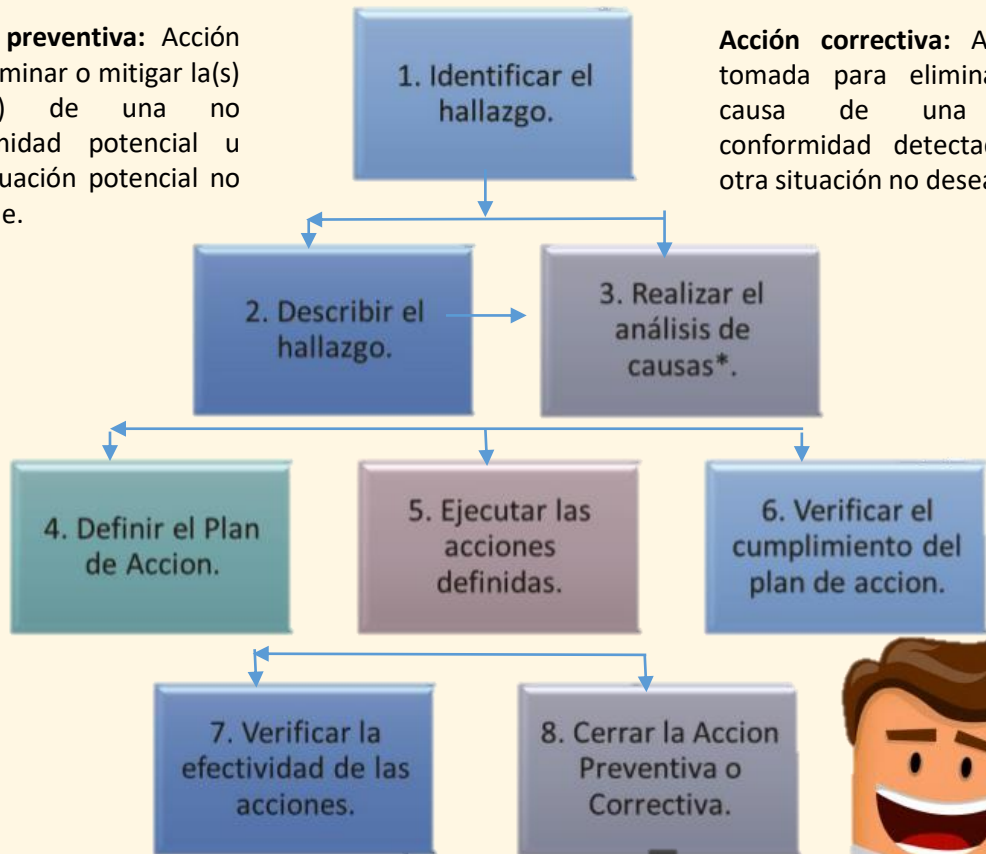 preventiva: Acción
minar o mitigar la(s)
) de una no
midad potencial u
uación potencial no
e.
Acción correctiva: A
tomada para elimina
causa de una
conformidad detectad
otra situación no desea
1. Identificar el
hallazgo.
2. Describir el
hallazgo.
3. Realizar el
análisis de
causas*.
4. Definir el Plan
de Accion.
5. Ejecutar las
acciones
definidas.
6. Verificar el
cumplimiento del
plan de accion.
7. Verificar la
efectividad de las
acciones.
8. Cerrar la Accion
Preventiva o
Correctiva.